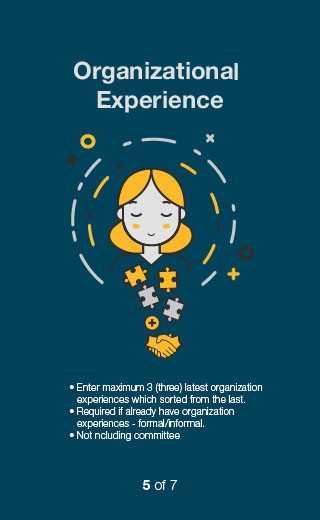 Organizational
Experience
• Enter maximum 3 (three) latest organization
experiences which sorted from the last.
• Required if already have organization
experiences - formal/informal.
• Not ncluding committee
5 of 7